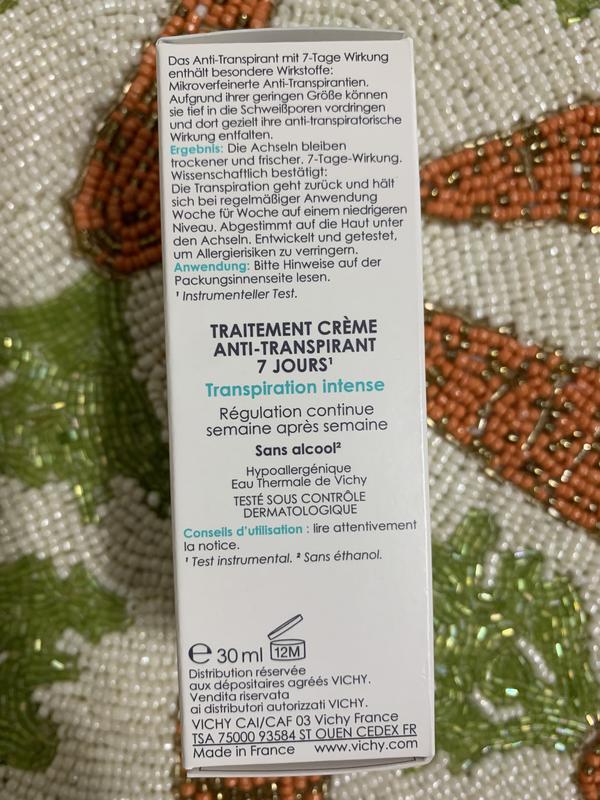 Das Anti-Transpirant mit 7-Tage Wirkung
enthält besondere Wirkstoffe:
Mikroverfeinerte Anti-Transpirantien.
Aufgrund ihrer geringen Größe können
sie tief in die Schweißporen vordringen
und dort gezielt ihre anti-transpiratorische
Wirkung entfalten.
Ergebnis: Die Achseln bleiben
trockener und frischer. 7-Tage-Wirkung.
Wissenschaftlich bestätigt:
Die Transpiration geht zurück und hält
sich bei regelmäßiger Anwendung
Woche für Woche auf einem niedrigeren
Niveau. Abgestimmt auf die Haut unter
den Achseln. Entwickelt und getestet,
um Allergierisiken zu verringern.
Anwendung: Bitte Hinweise auf der
Packungsinnenseite lesen.
¹ Instrumenteller Test.
TRAITEMENT CRÈME
ANTI-TRANSPIRANT
7 JOURS¹
Transpiration intense
Régulation continue
semaine après semaine
Sans alcool²
Hypoallergénique
Eau Thermale de Vichy
TESTÉ SOUS CONTRÔLE
DERMATOLOGIQUE
Conseils d'utilisation : lire attentivement
la notice.
¹ Test instrumental. ² Sans éthanol.
℮ 30 ml 12M
Distribution réservée
aux dépositaires agréés VICHY.
Vendita riservata
ai distributori autorizzati VICHY.
VICHY CAI/CAF 03 Vichy France
TSA 75000 93584 ST OUEN CEDEX FR
Made in France www.vichy.com